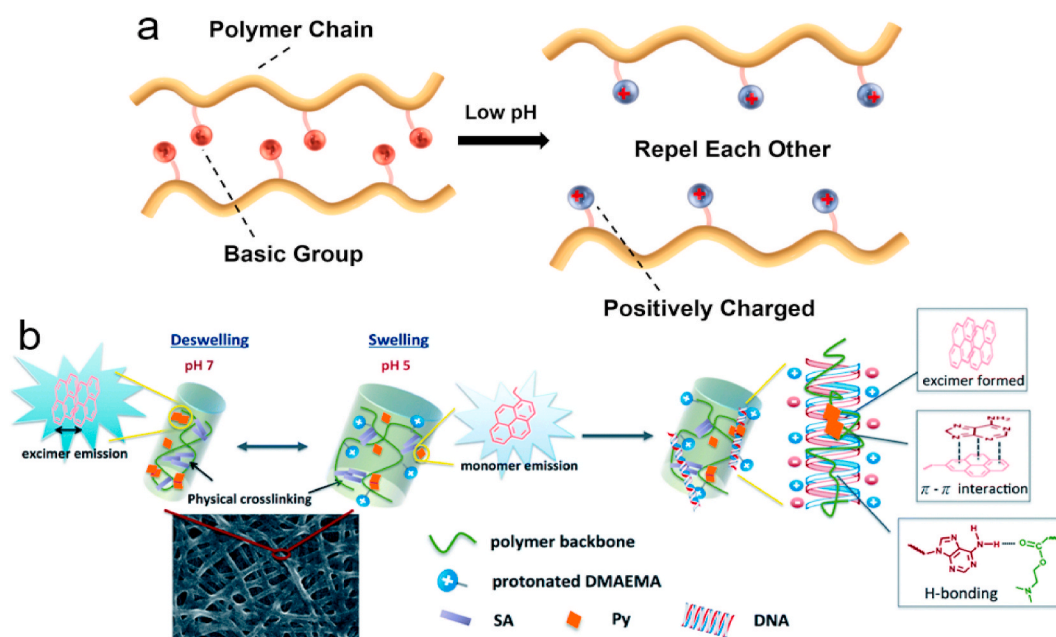 a
Polymer Chain
Low pH
Repel Each Other
Basic Group
Positively Charged
b
Deswelling
pH 7
Swelling
pH 5
excimer emission
monomer emission
Physical crosslinking
excimer formed
π - π interaction
H
N
N
N
N
N-H
O
O
N
H-bonding
polymer backbone
protonated DMAEMA
SA
Py
DNA